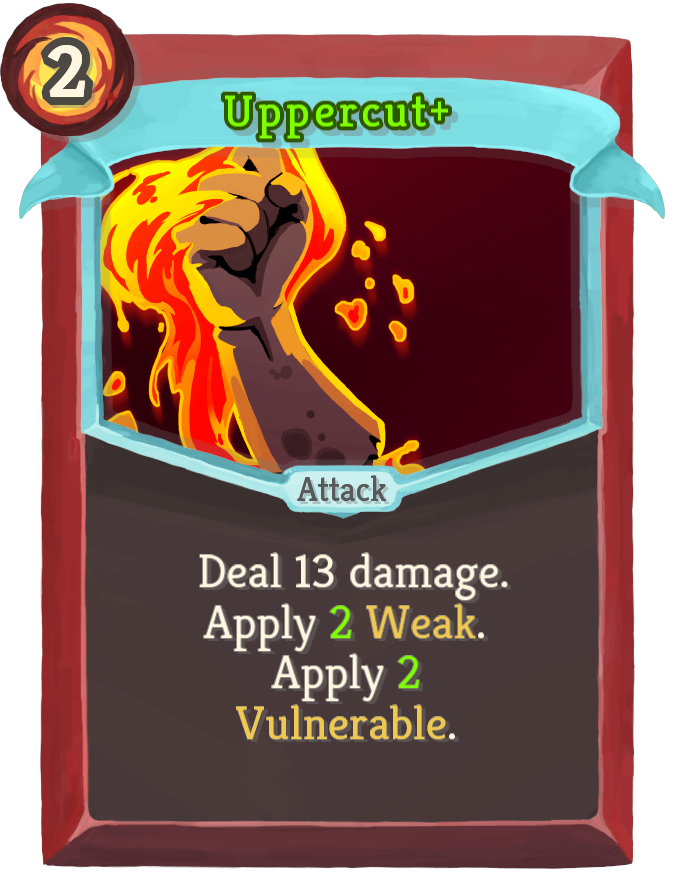 2
Uppercut+
Attack
Deal 13 damage.
Apply 2 Weak.
Apply 2
Vulnerable.